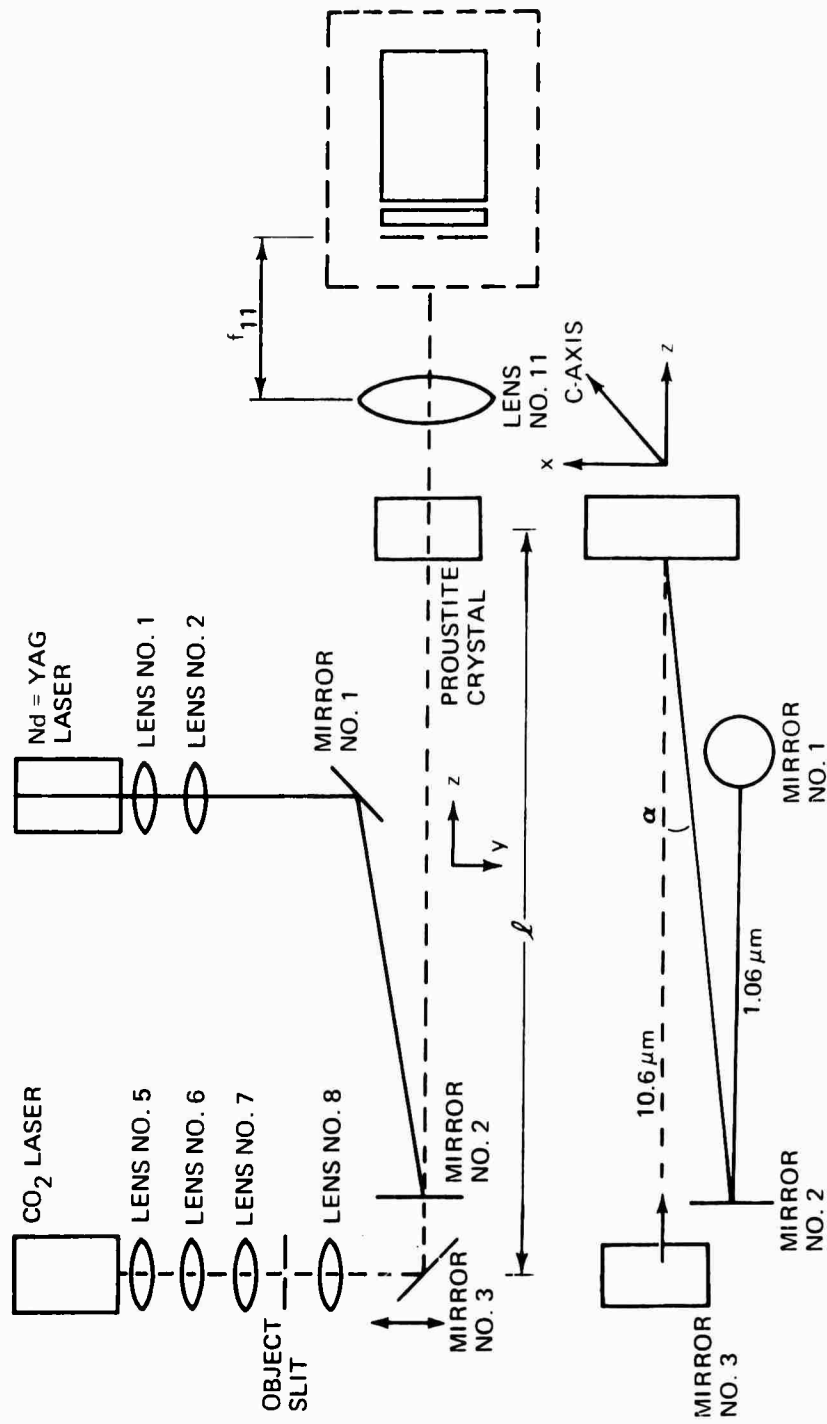 CO2 LASER
LENS NO. 5
LENS NO. 6
LENS NO. 7
OBJECT
SLIT
LENS NO. 8
MIRROR
NO. 3
MIRROR
NO. 2
Nd = YAG
LASER
LENS NO. 1
LENS NO. 2
MIRROR
NO. 1
z
y
PROUSTITE
CRYSTAL
f11
LENS
NO. 11
ℓ
MIRROR
NO. 3
10.6 μm
MIRROR
NO. 2
1.06 μm
α
MIRROR
NO. 1
x
C-AXIS
z